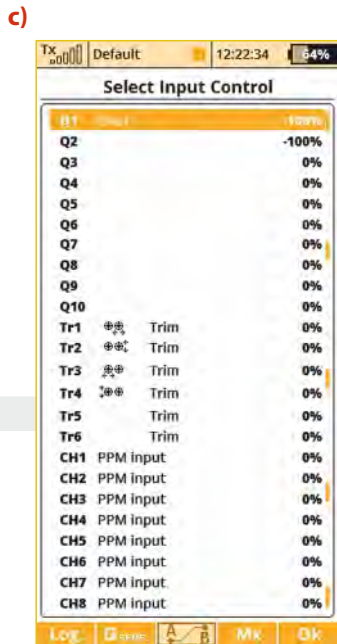 c)
Tx Default 12:22:34 64%
Select Input Control
Q1 -100%
Q2 -100%
Q3 0%
Q4 0%
Q5 0%
Q6 0%
Q7 0%
Q8 0%
Q9 0%
Q10 0%
Tr1 Trim 0%
Tr2 Trim 0%
Tr3 Trim 0%
Tr4 Trim 0%
Tr5 Trim 0%
Tr6 Trim 0%
CH1 PPM input 0%
CH2 PPM input 0%
CH3 PPM input 0%
CH4 PPM input 0%
CH5 PPM input 0%
CH6 PPM input 0%
CH7 PPM input 0%
CH8 PPM input 0%
Log. A B Mx Ok